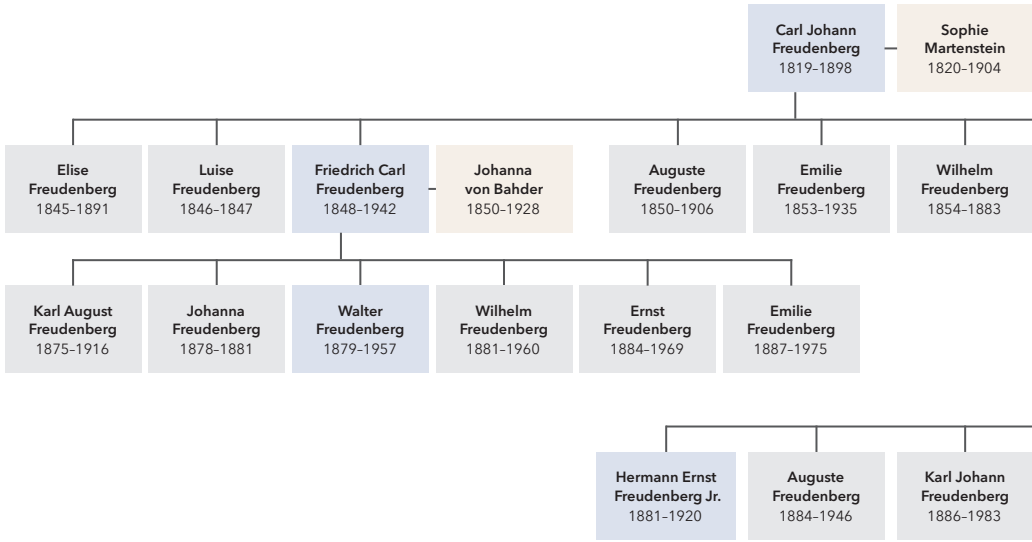 Carl Johann
Freudenberg
1819–1898
Sophie
Martenstein
1820–1904
Elise
Freudenberg
1845–1891
Luise
Freudenberg
1846–1847
Friedrich Carl
Freudenberg
1848–1942
Johanna
von Bahder
1850–1928
Auguste
Freudenberg
1850–1906
Emilie
Freudenberg
1853–1935
Wilhelm
Freudenberg
1854–1883
Karl August
Freudenberg
1875–1916
Johanna
Freudenberg
1878–1881
Walter
Freudenberg
1879–1957
Wilhelm
Freudenberg
1881–1960
Ernst
Freudenberg
1884–1969
Emilie
Freudenberg
1887–1975
Hermann Ernst
Freudenberg Jr.
1881–1920
Auguste
Freudenberg
1884–1946
Karl Johann
Freudenberg
1886–1983